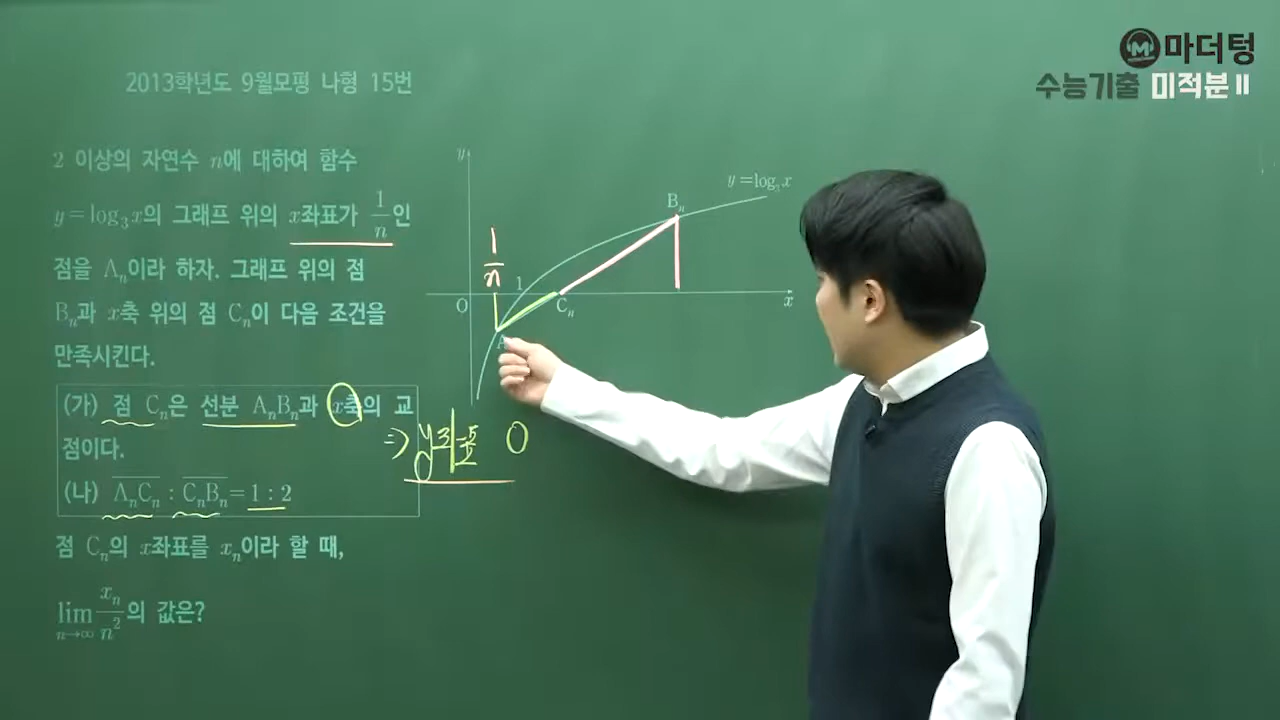 마더텅
수능기출 미적분 II
2013학년도 9월모평 나형 15번
2 이상의 자연수 n에 대하여 함수
y=log₃x의 그래프 위의 x좌표가 1/n인
점을 Aₙ이라 하자. 그래프 위의 점
Bₙ과 x축 위의 점 Cₙ이 다음 조건을
만족시킨다.
(가) 점 Cₙ은 선분 AₙBₙ과 x축의 교
점이다.
(나) AₙCₙ : CₙBₙ=1 : 2
점 Cₙ의 x좌표를 xₙ이라 할 때,
lim n→∞ xₙ/n²의 값은?
y
y=log₃x
Bₙ
1/n
1
O
Cₙ
x
A
⇒ y좌표 0